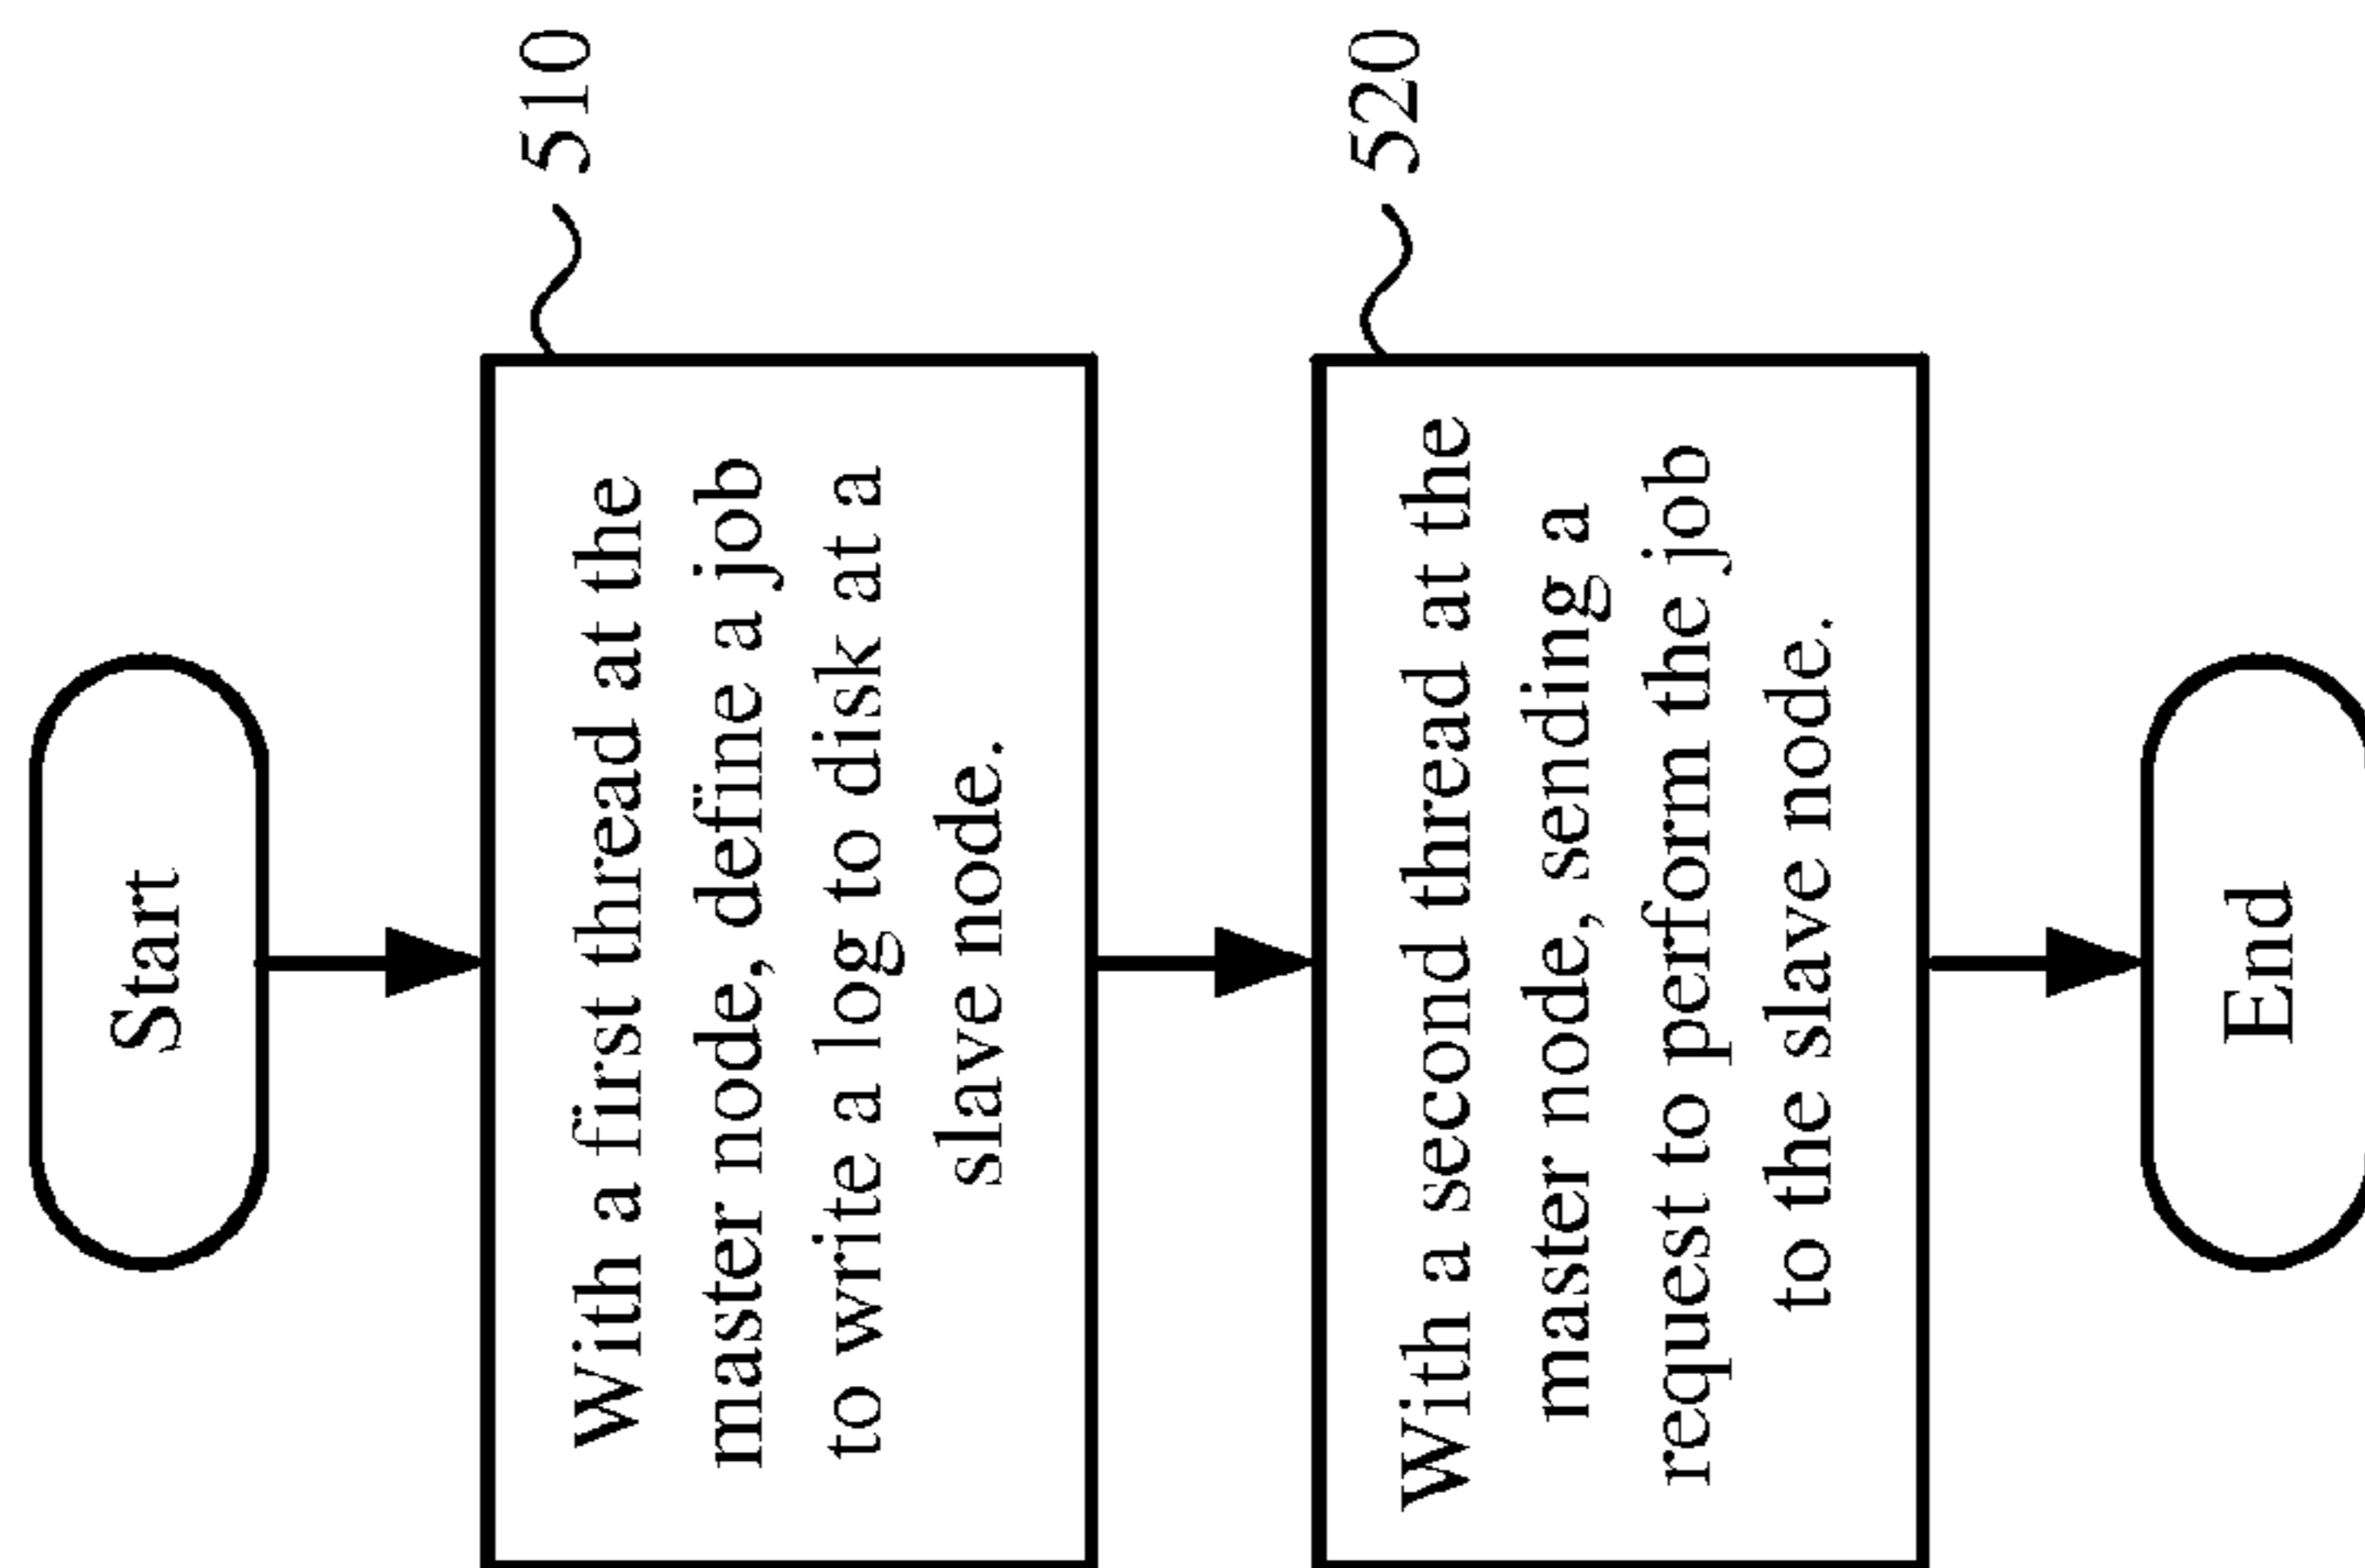 Start
With a first thread at the
master node, define a job
to write a log to disk at a
slave node.
510
With a second thread at the
master node, sending a
request to perform the job
to the slave node.
520
End